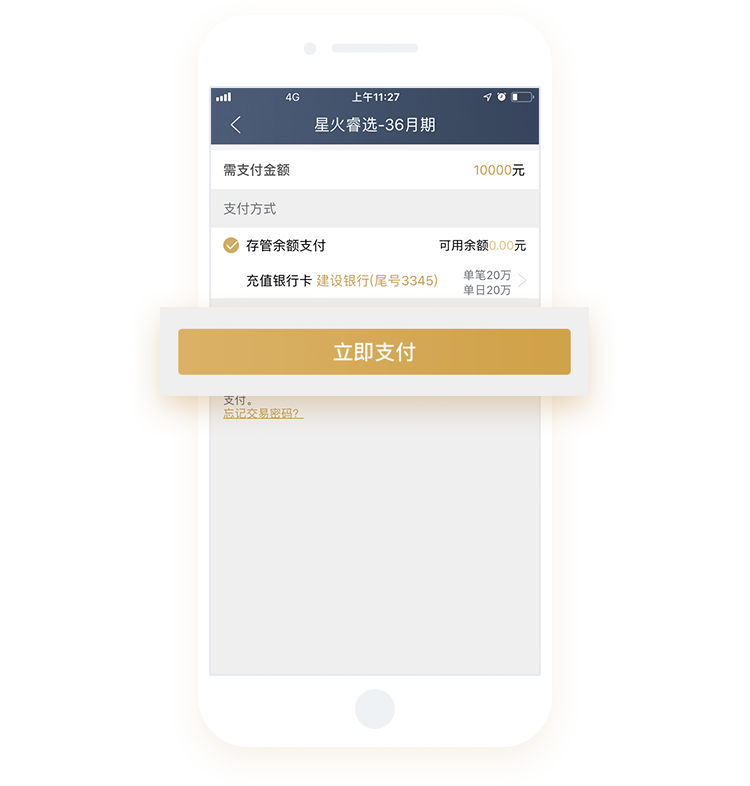 4G 上午11:27
星火睿选-36月期
需支付金额 10000元
支付方式
存管余额支付 可用余额0.00元
充值银行卡 建设银行(尾号3345) 单笔20万
单日20万
立即支付
支付。
忘记交易密码?